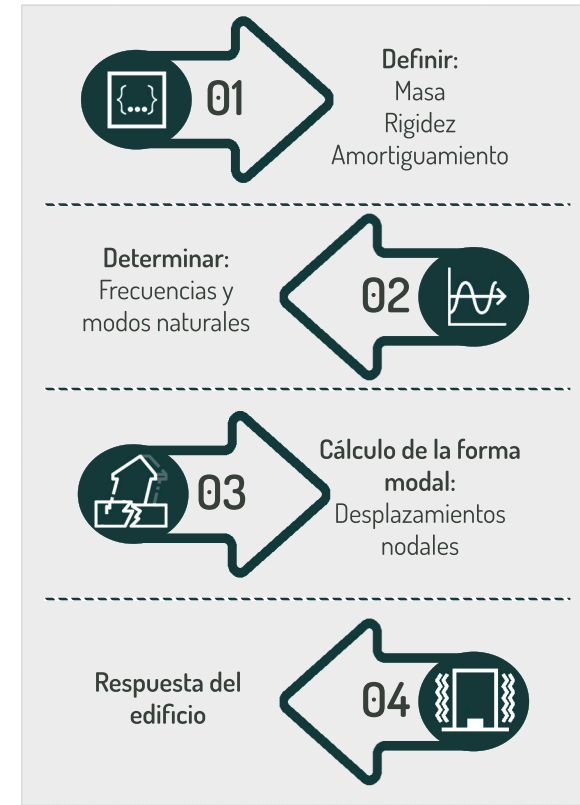 01
Definir:
Masa
Rigidez
Amortiguamiento
Determinar:
Frecuencias y
modos naturales
02
03
Cálculo de la forma
modal:
Desplazamientos
nodales
Respuesta del
edificio
04